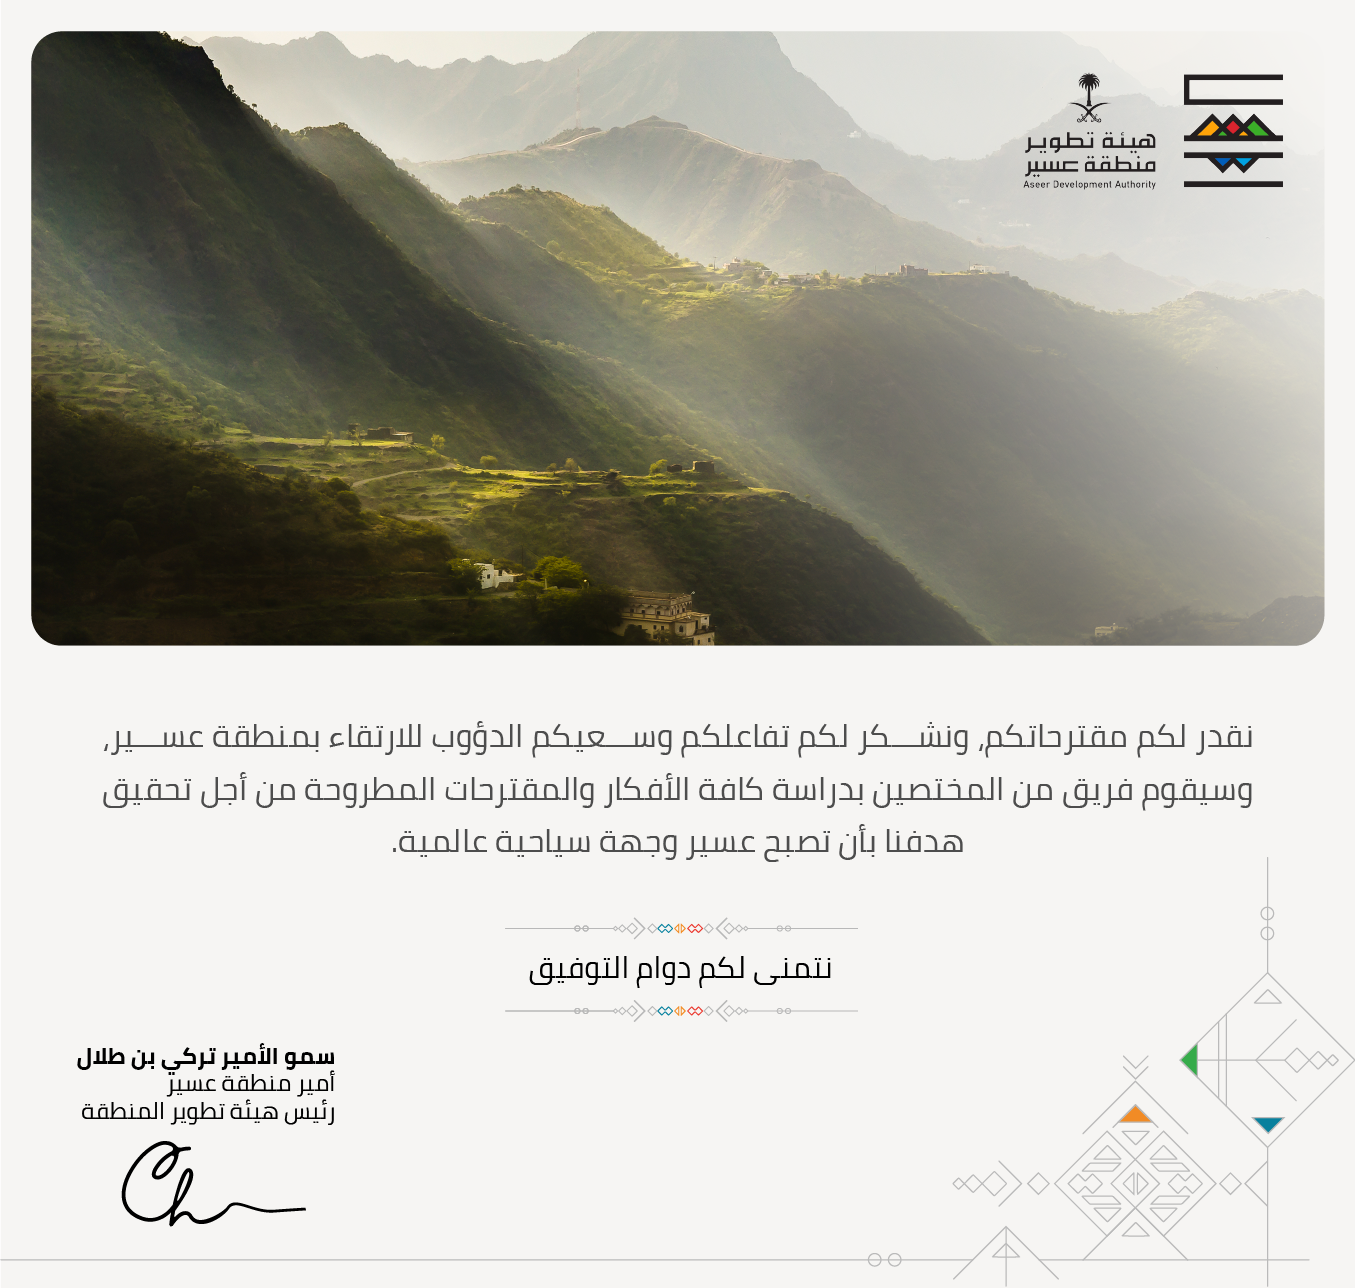 هيئة تطوير
منطقة عسير
Aseer Development Authority
نقدر لكم مقترحاتكم، ونشـــكر لكم تفاعلكم وســـعيكم الدؤوب للارتقاء بمنطقة عســـير،
وسيقوم فريق من المختصين بدراسة كافة الأفكار والمقترحات المطروحة من أجل تحقيق
هدفنا بأن تصبح عسير وجهة سياحية عالمية.
نتمنى لكم دوام التوفيق
سمو الأمير تركي بن طلال
أمير منطقة عسير
رئيس هيئة تطوير المنطقة